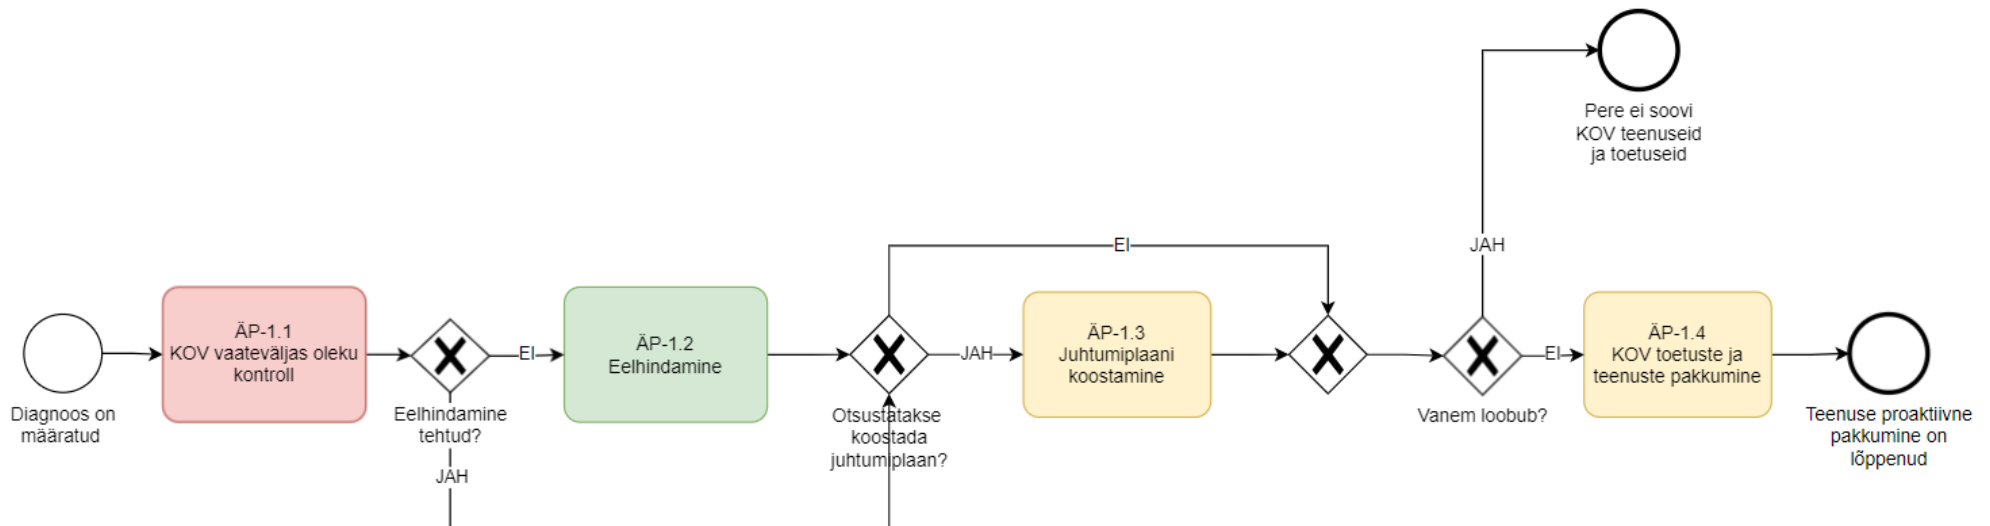 Diagnoos on
määratud
ÄP-1.1
KOV vaateväljas oleku
kontroll
Eelhindamine
tehtud?
JAH
EI
ÄP-1.2
Eelhindamine
Otsustatakse
koostada
juhtumiplaan?
EI
JAH
ÄP-1.3
Juhtumiplaani
koostamine
Vanem loobub?
JAH
Pere ei soovi
KOV teenuseid
ja toetuseid
EI
ÄP-1.4
KOV toetuste ja
teenuste pakkumine
Teenuse proaktiivne
pakkumine on
lõppenud